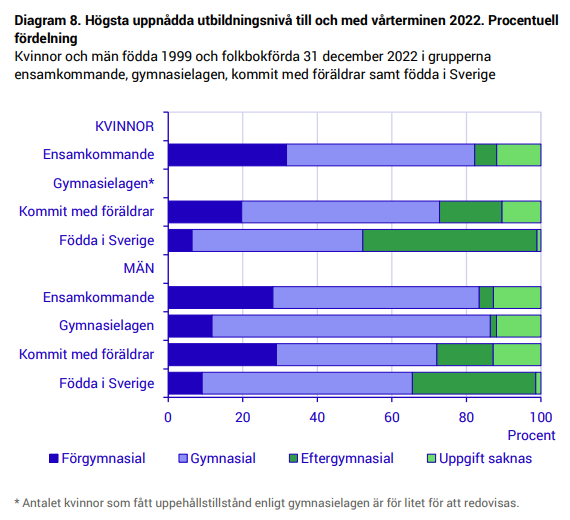 Diagram 8. Högsta uppnådda utbildningsnivå till och med vårterminen 2022. Procentuell
fördelning
Kvinnor och män födda 1999 och folkbokförda 31 december 2022 i grupperna
ensamkommande, gymnasielagen, kommit med föräldrar samt födda i Sverige
KVINNOR
Ensamkommande
Gymnasielagen*
Kommit med föräldrar
Födda i Sverige
MÄN
Ensamkommande
Gymnasielagen
Kommit med föräldrar
Födda i Sverige
0 20 40 60 80 100
Procent
Förgymnasial Gymnasial Eftergymnasial Uppgift saknas
* Antalet kvinnor som fått uppehållstillstånd enligt gymnasielagen är för litet för att redovisas.